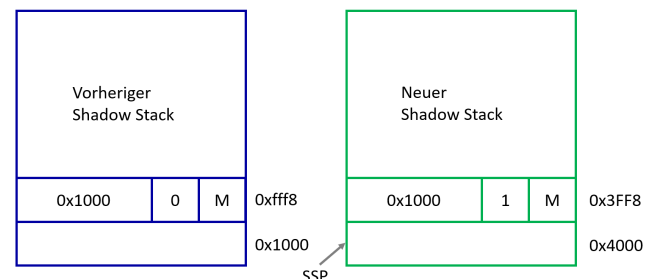 Vorheriger
Shadow Stack
Neuer
Shadow Stack
0x1000 0 M 0xfff8
0x1000 1 M 0x3FF8
0x1000
0x4000
SSP